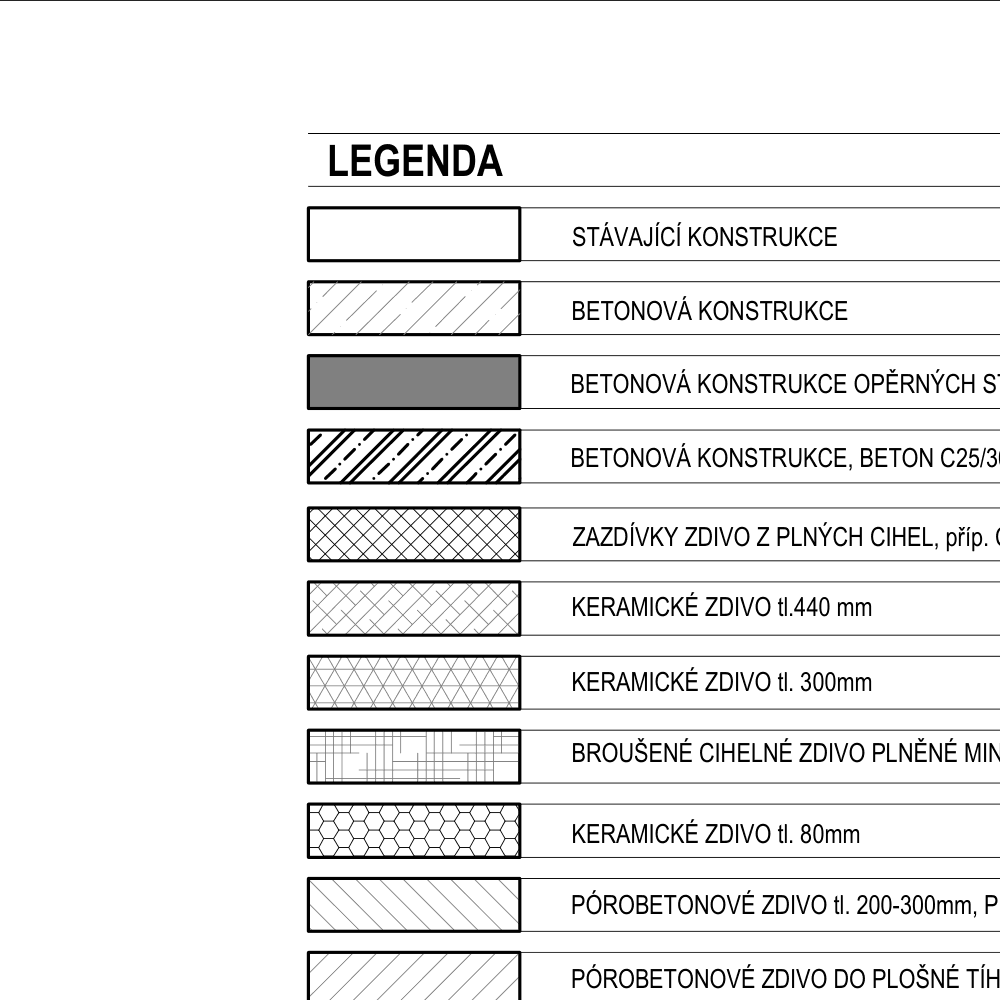 LEGENDA
STÁVAJÍCÍ KONSTRUKCE
BETONOVÁ KONSTRUKCE
BETONOVÁ KONSTRUKCE OPĚRNÝCH
BETONOVÁ KONSTRUKCE, BETON C25/30
ZAZDÍVKY ZDIVO Z PLNÝCH CIHEL, příp.
KERAMICKÉ ZDIVO tl.440 mm
KERAMICKÉ ZDIVO tl. 300mm
BROUŠENÉ CIHELNÉ ZDIVO PLNĚNÉ
KERAMICKÉ ZDIVO tl. 80mm
PÓROBETONOVÉ ZDIVO tl. 200-300mm,
PÓROBETONOVÉ ZDIVO DO PLOŠNÉ